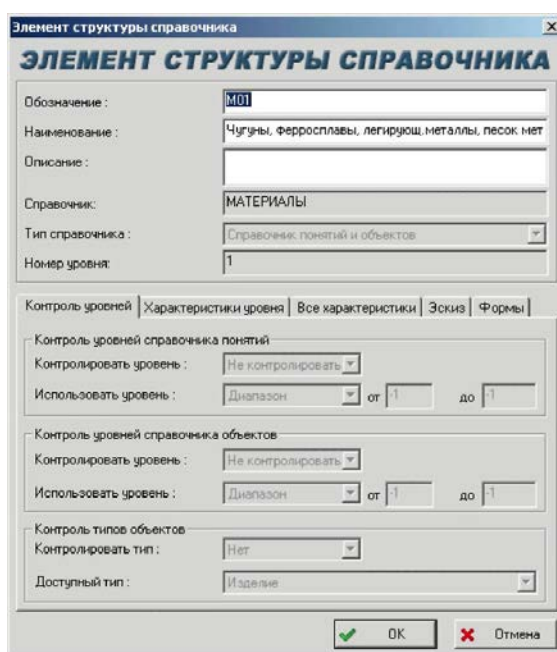 Элемент структуры справочника
ЭЛЕМЕНТ СТРУКТУРЫ СПРАВОЧНИКА
Обозначение : М01
Наименование : Чугуны, ферросплавы, легирующ.металлы, песок мет
Описание :
Справочник: МАТЕРИАЛЫ
Тип справочника : Справочник понятий и объектов
Номер уровня: 1
Контроль уровней Характеристики уровня Все характеристики Эскиз Формы
Контроль уровней справочника понятий
Контролировать уровень : Не контролировать
Использовать уровень : Диапазон от -1 до -1
Контроль уровней справочника объектов
Контролировать уровень : Не контролировать
Использовать уровень : Диапазон от -1 до -1
Контроль типов объектов
Контролировать тип : Нет
Доступный тип : Изделие
OK Отмена